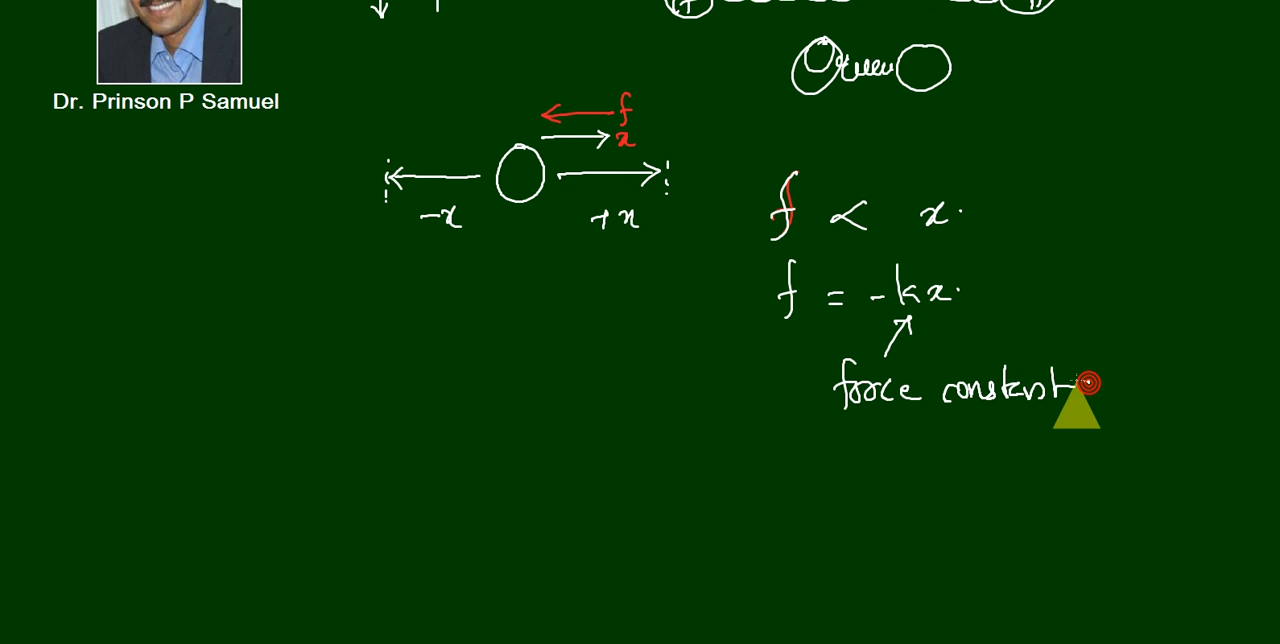 Dr. Prinson P Samuel
f
x
-x
+x
f ∝ x.
f = -kx.
force constant